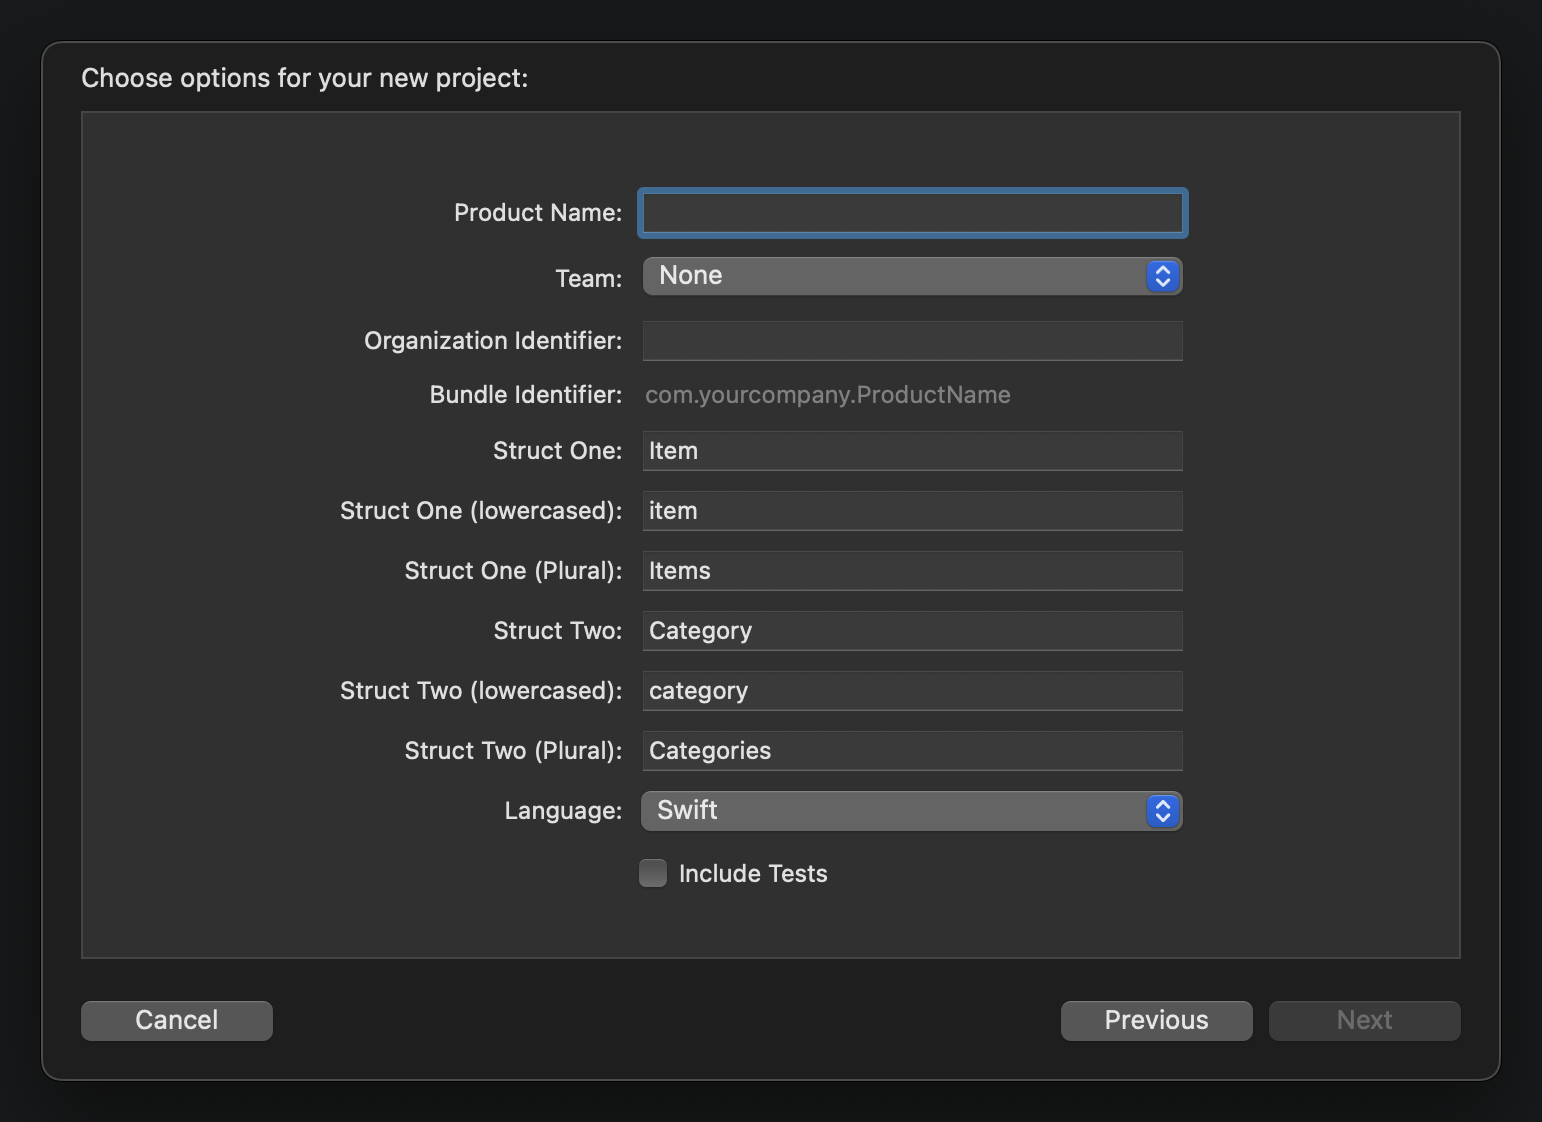 Choose options for your new project:
Product Name:
Team: None
Organization Identifier:
Bundle Identifier: com.yourcompany.ProductName
Struct One: Item
Struct One (lowercased): item
Struct One (Plural): Items
Struct Two: Category
Struct Two (lowercased): category
Struct Two (Plural): Categories
Language: Swift
Include Tests
Cancel Previous Next